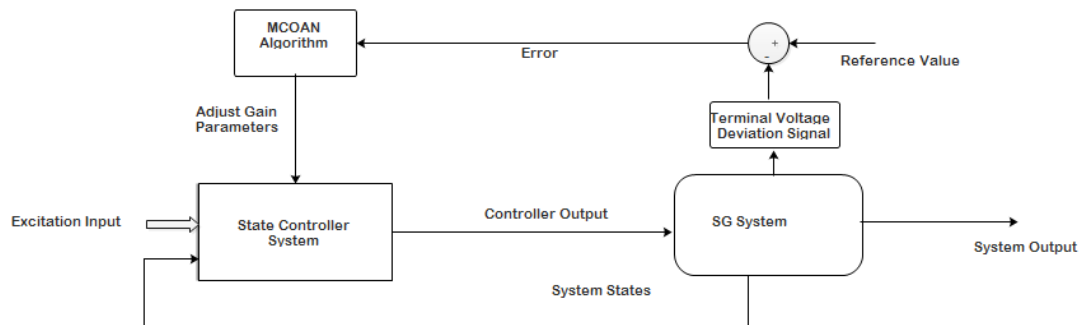 MCOAN
Algorithm
Error
+
-
Reference Value
Adjust Gain
Parameters
Terminal Voltage
Deviation Signal
Excitation Input
State Controller
System
Controller Output
SG System
System Output
System States